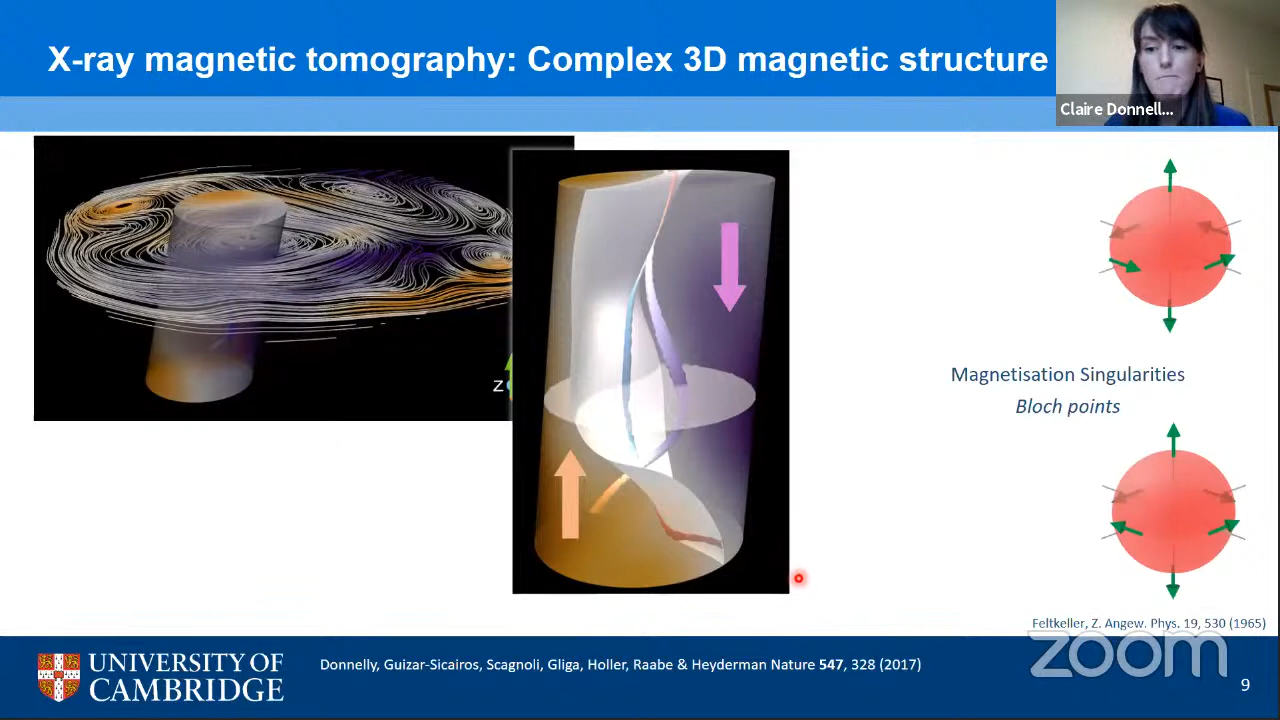 X-ray magnetic tomography: Complex 3D magnetic structure
Claire Donnell...
z
Magnetisation Singularities
Bloch points
Feltkeller, Z. Angew. Phys. 19, 530 (1965)
zoom
UNIVERSITY OF
CAMBRIDGE
Donnelly, Guizar-Sicairos, Scagnoli, Gliga, Holler, Raabe & Heyderman Nature 547, 328 (2017)
9